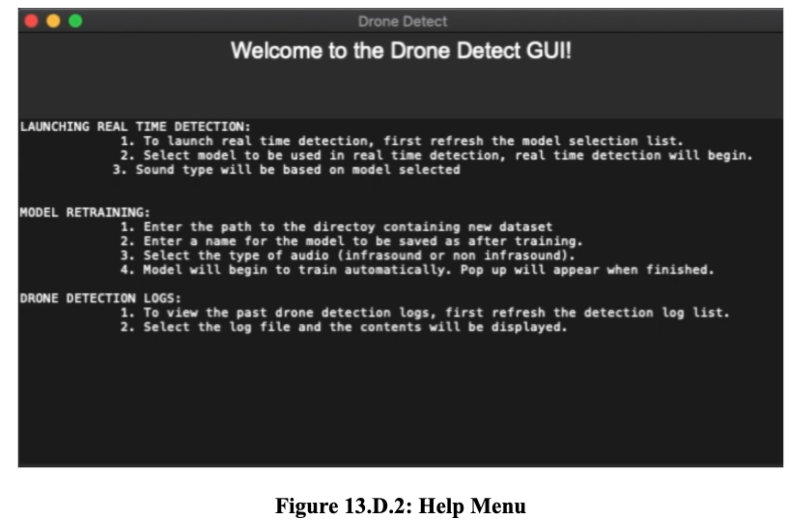 Drone Detect
Welcome to the Drone Detect GUI!
LAUNCHING REAL TIME DETECTION:
1. To launch real time detection, first refresh the model selection list.
2. Select model to be used in real time detection, real time detection will begin.
3. Sound type will be based on model selected
MODEL RETRAINING:
1. Enter the path to the directoy containing new dataset
2. Enter a name for the model to be saved as after training.
3. Select the type of audio (infrasound or non infrasound).
4. Model will begin to train automatically. Pop up will appear when finished.
DRONE DETECTION LOGS:
1. To view the past drone detection logs, first refresh the detection log list.
2. Select the log file and the contents will be displayed.
Figure 13.D.2: Help Menu